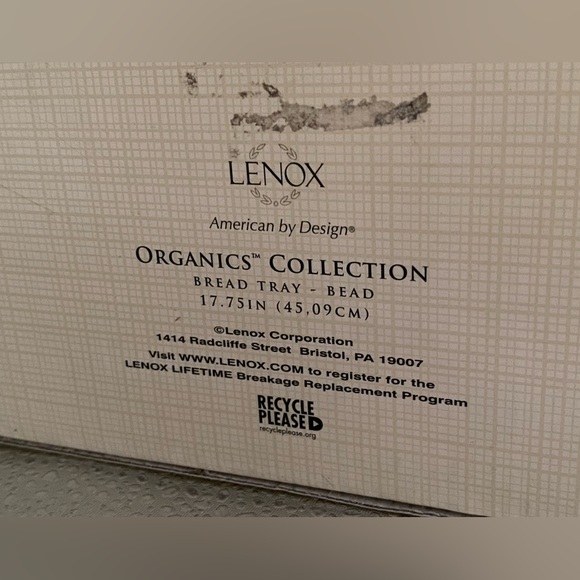 LENOX
American by Design®
ORGANICS™ COLLECTION
BREAD TRAY - BEAD
17.75IN (45,09CM)
©Lenox Corporation
1414 Radcliffe Street Bristol, PA 19007
Visit WWW.LENOX.COM to register for the
LENOX LIFETIME Breakage Replacement Program
RECYCLE
PLEASE
recycleplease.org